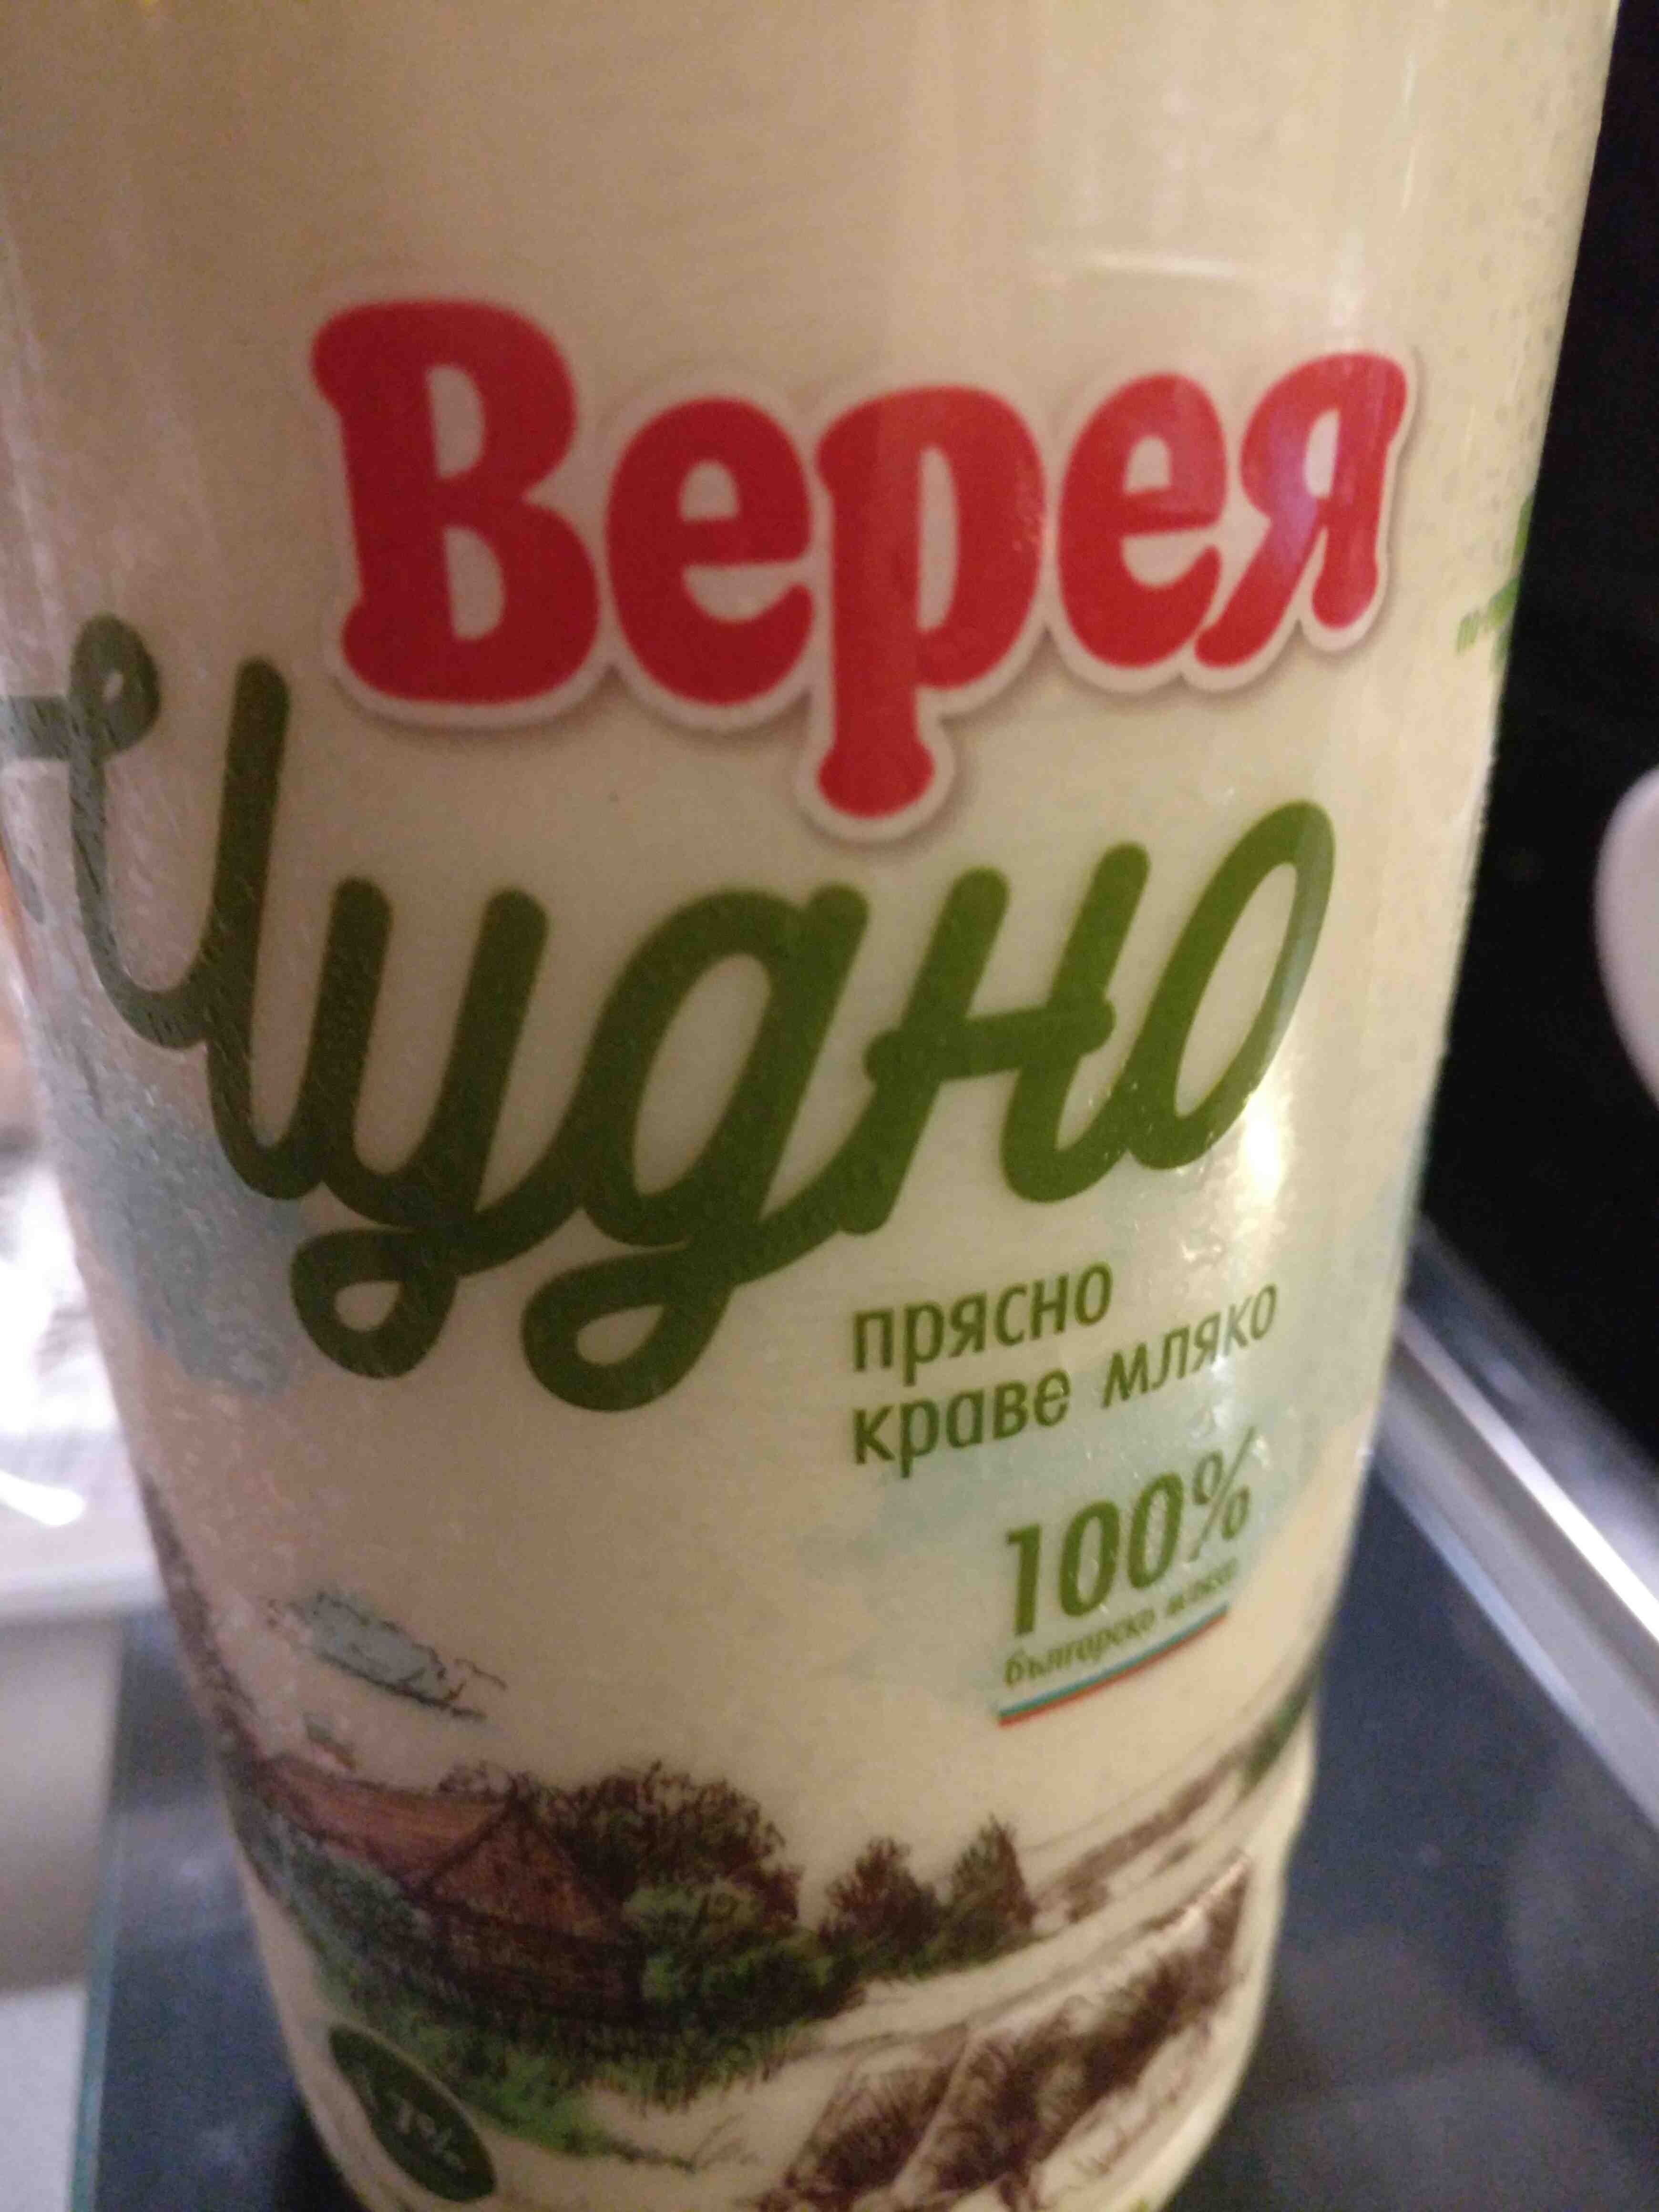 Верея
Чудно
прясно
краве мляко
100%
българско мляко